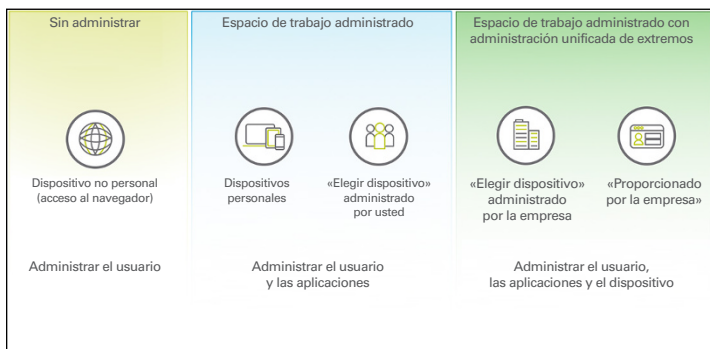 Sin administrar
Dispositivo no personal
(acceso al navegador)
Administrar el usuario
Espacio de trabajo administrado
Dispositivos
personales
«Elegir dispositivo»
administrado
por usted
Administrar el usuario
y las aplicaciones
Espacio de trabajo administrado con
administración unificada de extremos
«Elegir dispositivo»
administrado
por la empresa
«Proporcionado
por la empresa»
Administrar el usuario,
las aplicaciones y el dispositivo